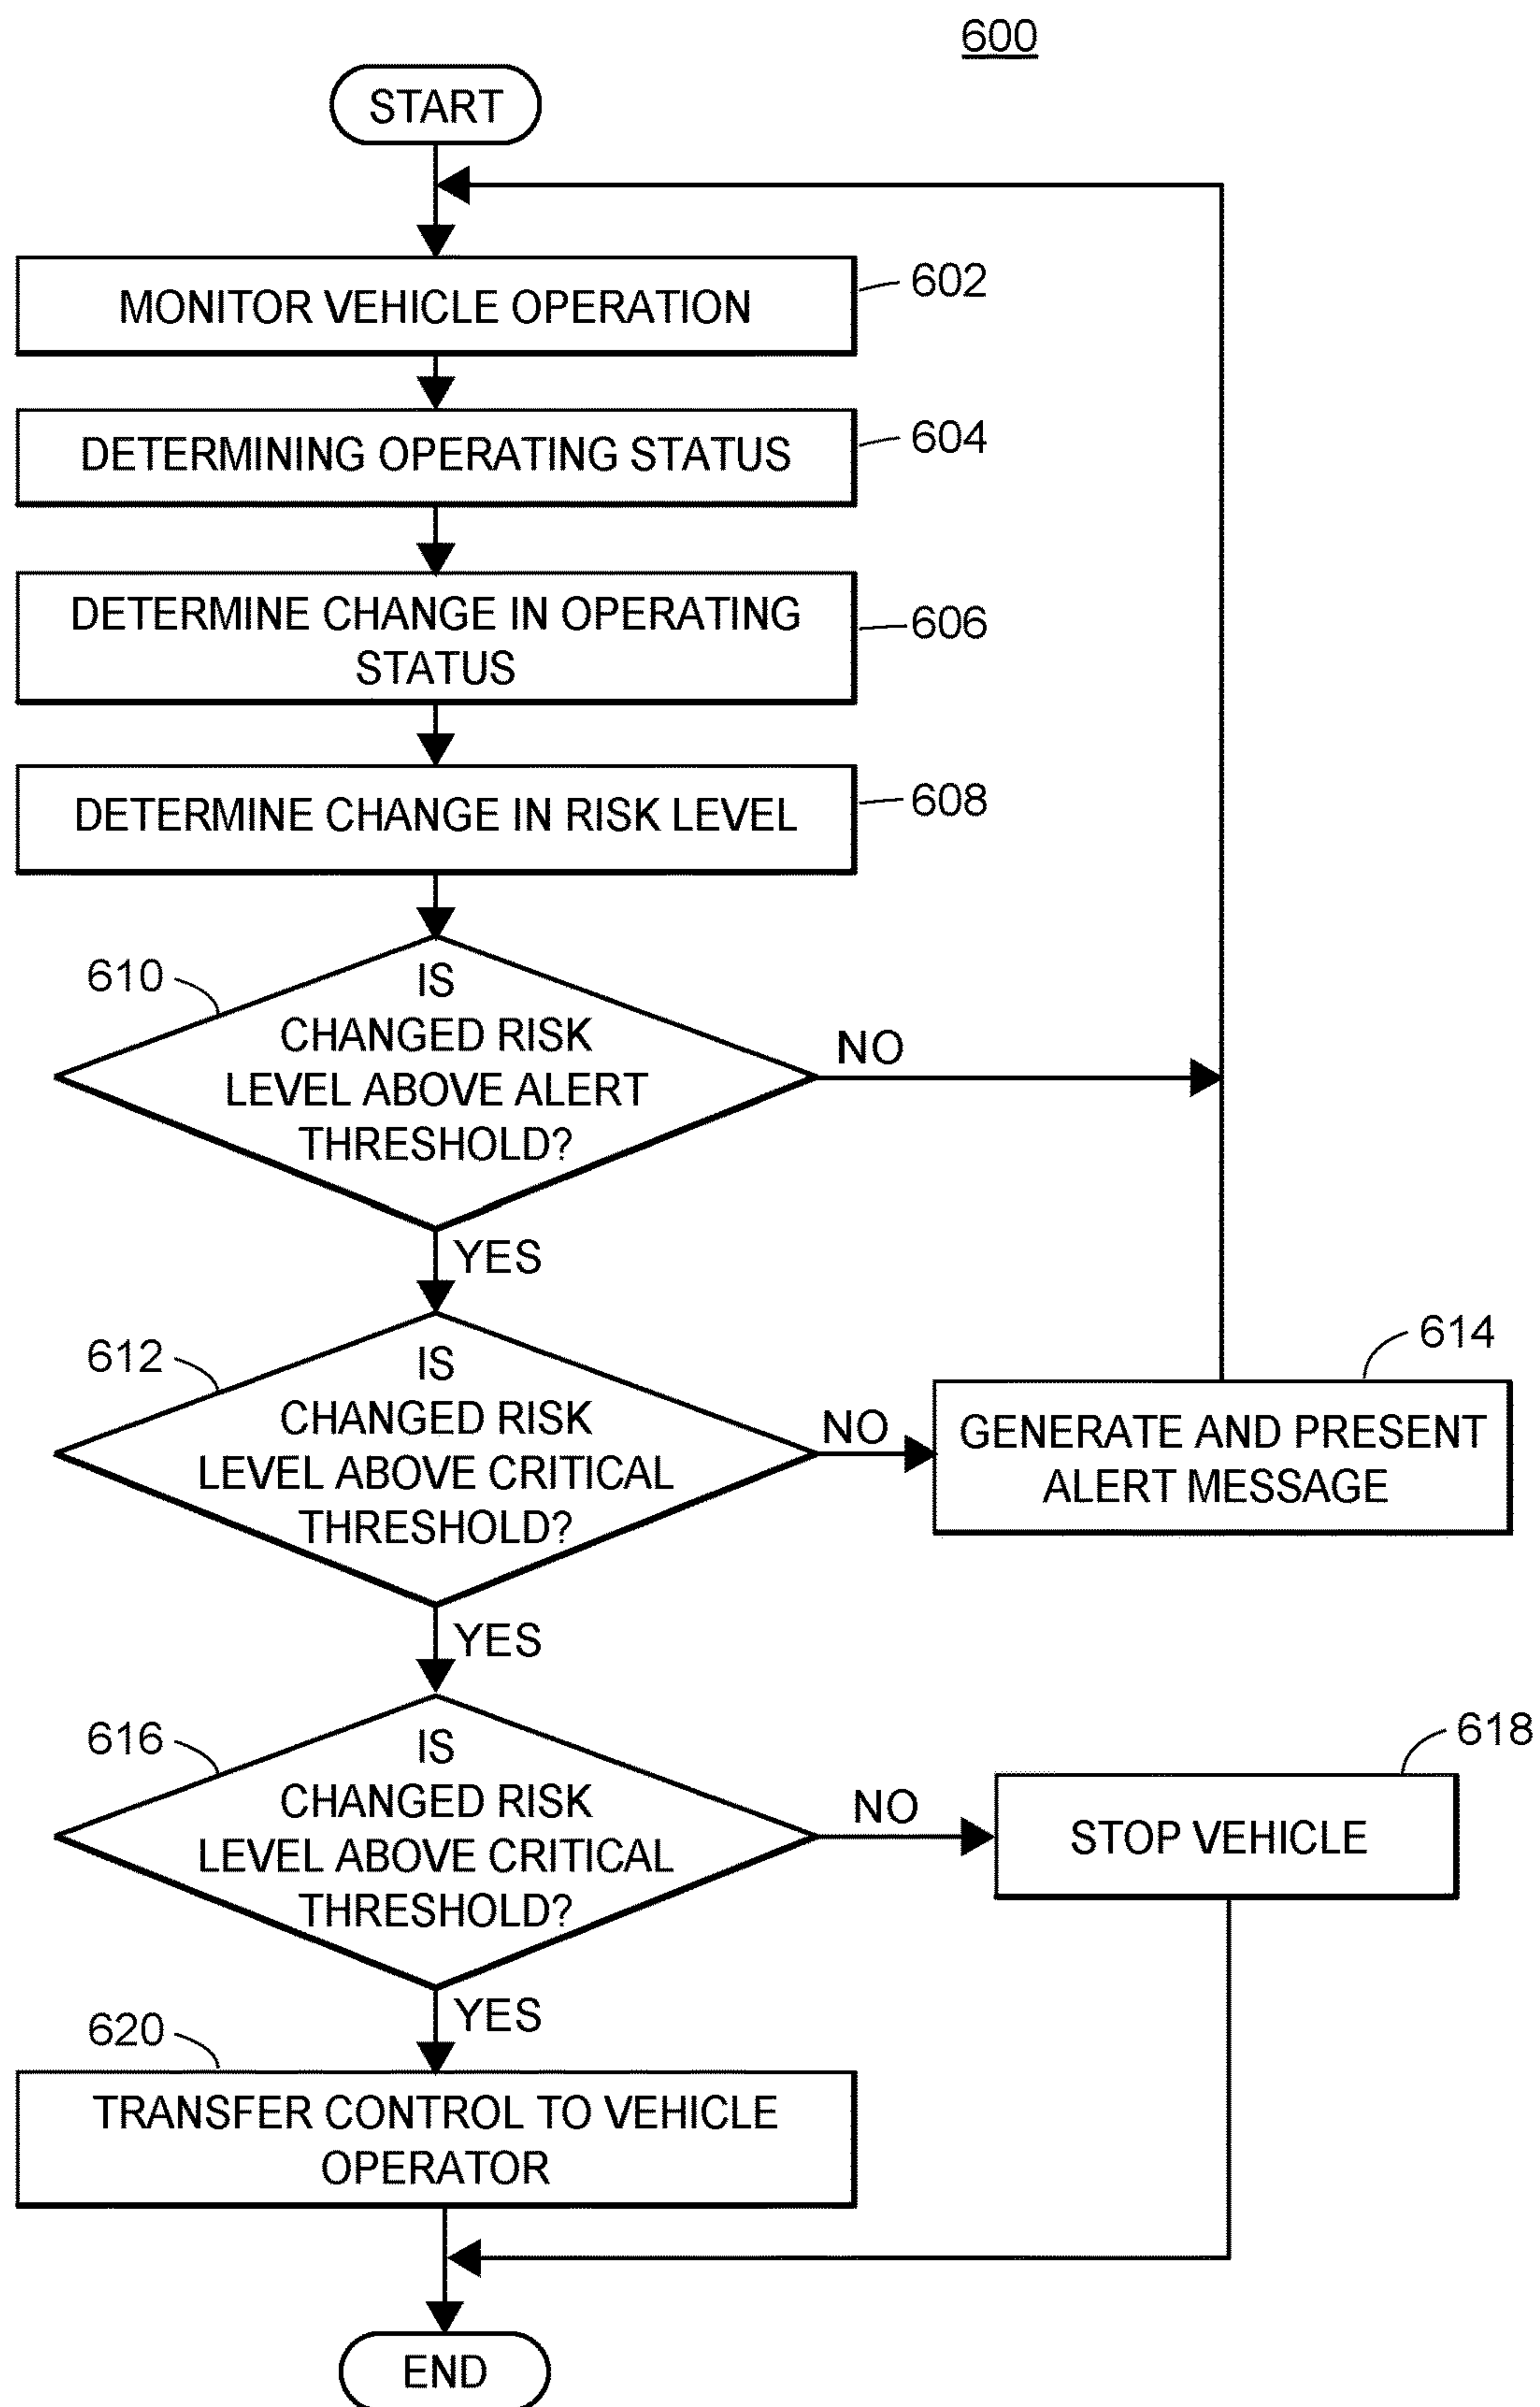 600
START
MONITOR VEHICLE OPERATION
602
DETERMINING OPERATING STATUS
604
DETERMINE CHANGE IN OPERATING
STATUS
606
DETERMINE CHANGE IN RISK LEVEL
608
610
IS
CHANGED RISK
LEVEL ABOVE ALERT
THRESHOLD?
NO
YES
612
IS
CHANGED RISK
LEVEL ABOVE CRITICAL
THRESHOLD?
NO
614
GENERATE AND PRESENT
ALERT MESSAGE
YES
616
IS
CHANGED RISK
LEVEL ABOVE CRITICAL
THRESHOLD?
NO
618
STOP VEHICLE
YES
620
TRANSFER CONTROL TO VEHICLE
OPERATOR
END